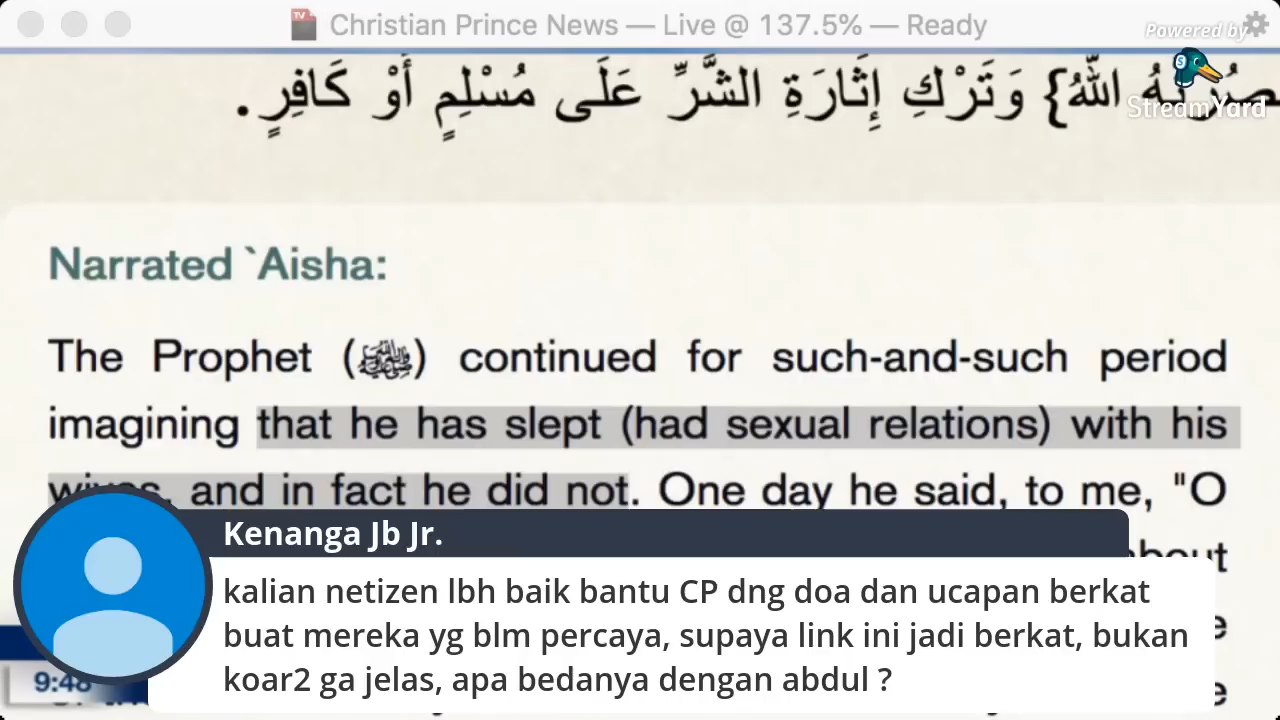 Christian Prince News — Live @ 137.5% — Ready
Powered by
StreamYard
اللهُ} وَتَرْكِ إِثَارَةِ الشَّرِّ عَلَى مُسْلِمٍ أَوْ كَافِرٍ.
Narrated `Aisha:
The Prophet (ﷺ) continued for such-and-such period
imagining that he has slept (had sexual relations) with his
wives, and in fact he did not. One day he said, to me, "O
about
Kenanga Jb Jr.
kalian netizen lbh baik bantu CP dng doa dan ucapan berkat
buat mereka yg blm percaya, supaya link ini jadi berkat, bukan
koar2 ga jelas, apa bedanya dengan abdul ?
9:48